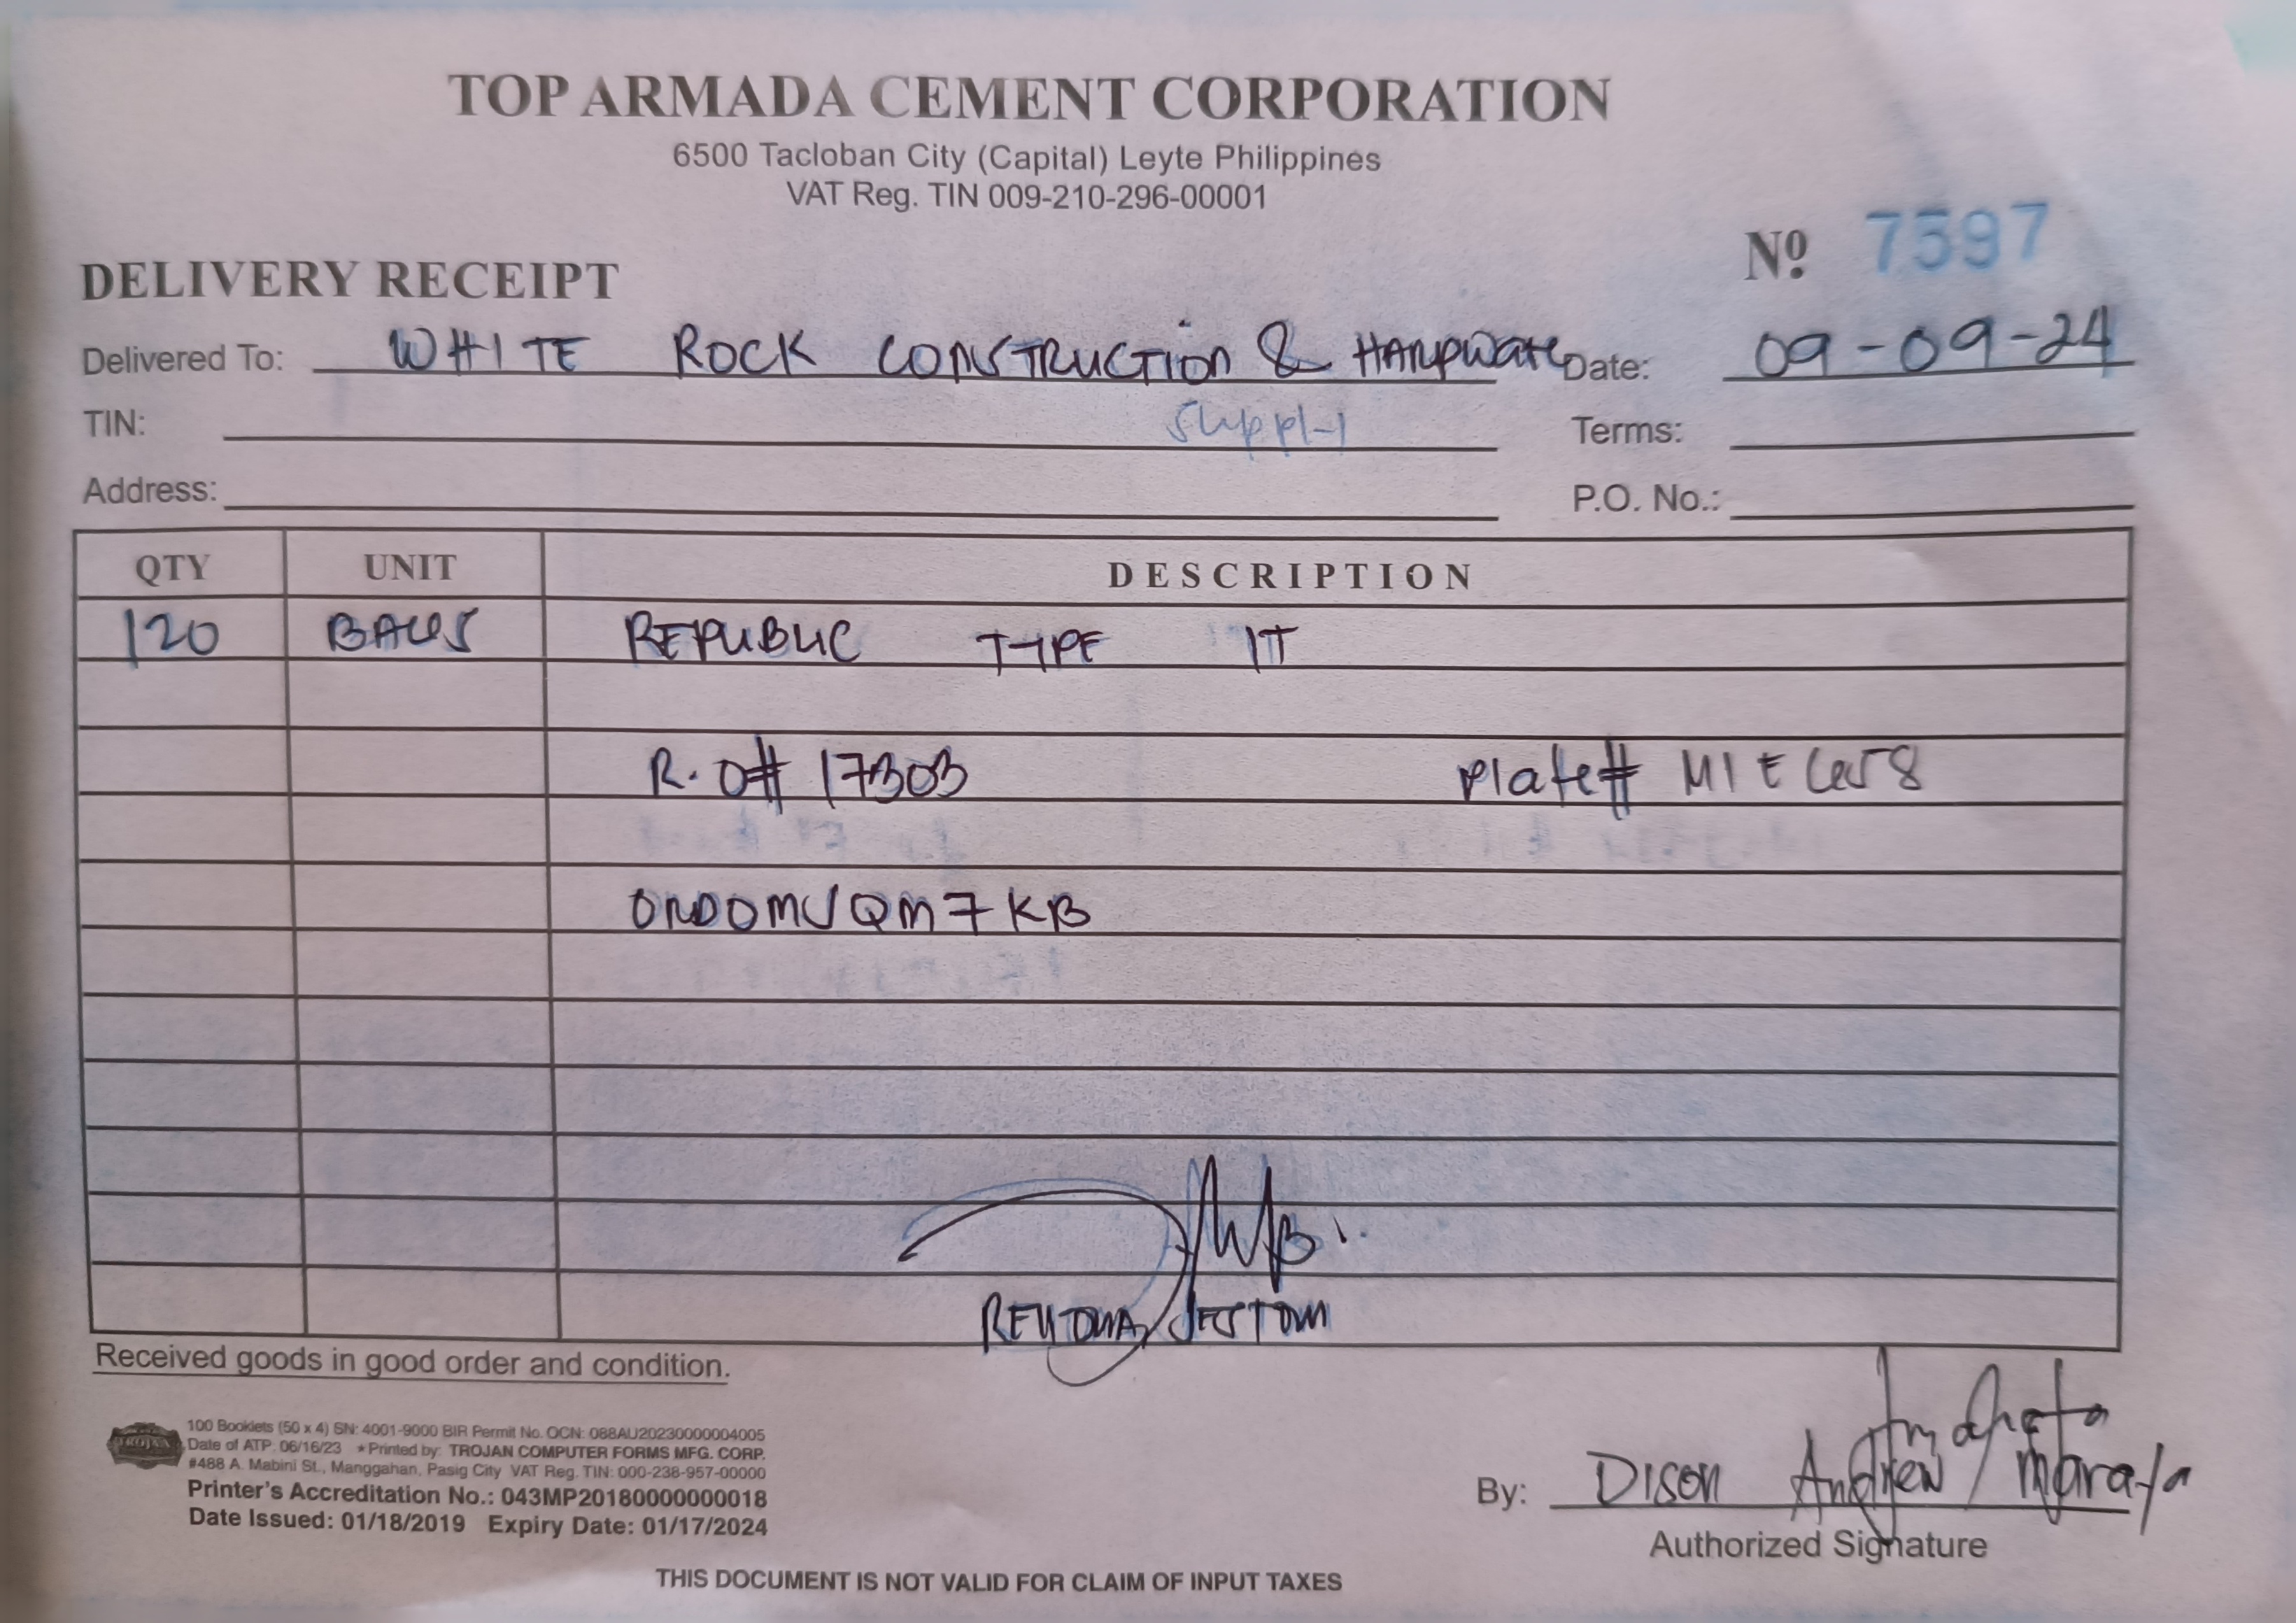 TOP ARMADA CEMENT CORPORATION
6500 Tacloban City (Capital) Leyte Philippines
VAT Reg. TIN 009-210-296-00001
Nº 7597
DELIVERY RECEIPT
Delivered To: WHITE ROCK CONSTRUCTION & HARDWARE Date: 09-09-24
TIN: Terms:
Address: P.O. No.:
QTY UNIT DESCRIPTION
120 BAGS REPUBLIC TYPE 1T
R.O# 17303 Plate#
Received goods in good order and condition.
100 Booklets (50 x 4) SN: 4001-9000 BIR Permit No. OCN: 088AU20230000004005
Date of ATP: 06/16/23 * Printed by: TROJAN COMPUTER FORMS MFG. CORP.
#488 A. Mabini St., Manggahan, Pasig City VAT Reg. TIN: 000-238-957-00000
Printer's Accreditation No.: 043MP20180000000018
Date Issued: 01/18/2019 Expiry Date: 01/17/2024
TROJAN
By: Dison Andrew
Authorized Signature
THIS DOCUMENT IS NOT VALID FOR CLAIM OF INPUT TAXES